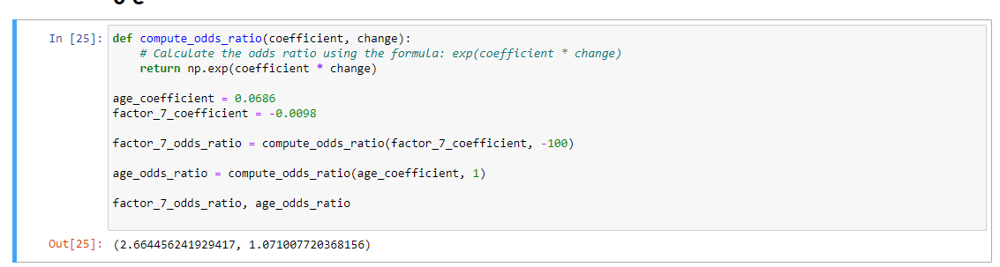 In [25]: def compute_odds_ratio(coefficient, change):
# Calculate the odds ratio using the formula: exp(coefficient * change)
return np.exp(coefficient * change)
age_coefficient = 0.0686
factor_7_coefficient = -0.0098
factor_7_odds_ratio = compute_odds_ratio(factor_7_coefficient, -100)
age_odds_ratio = compute_odds_ratio(age_coefficient, 1)
factor_7_odds_ratio, age_odds_ratio
Out[25]: (2.664456241929417, 1.071007720368156)